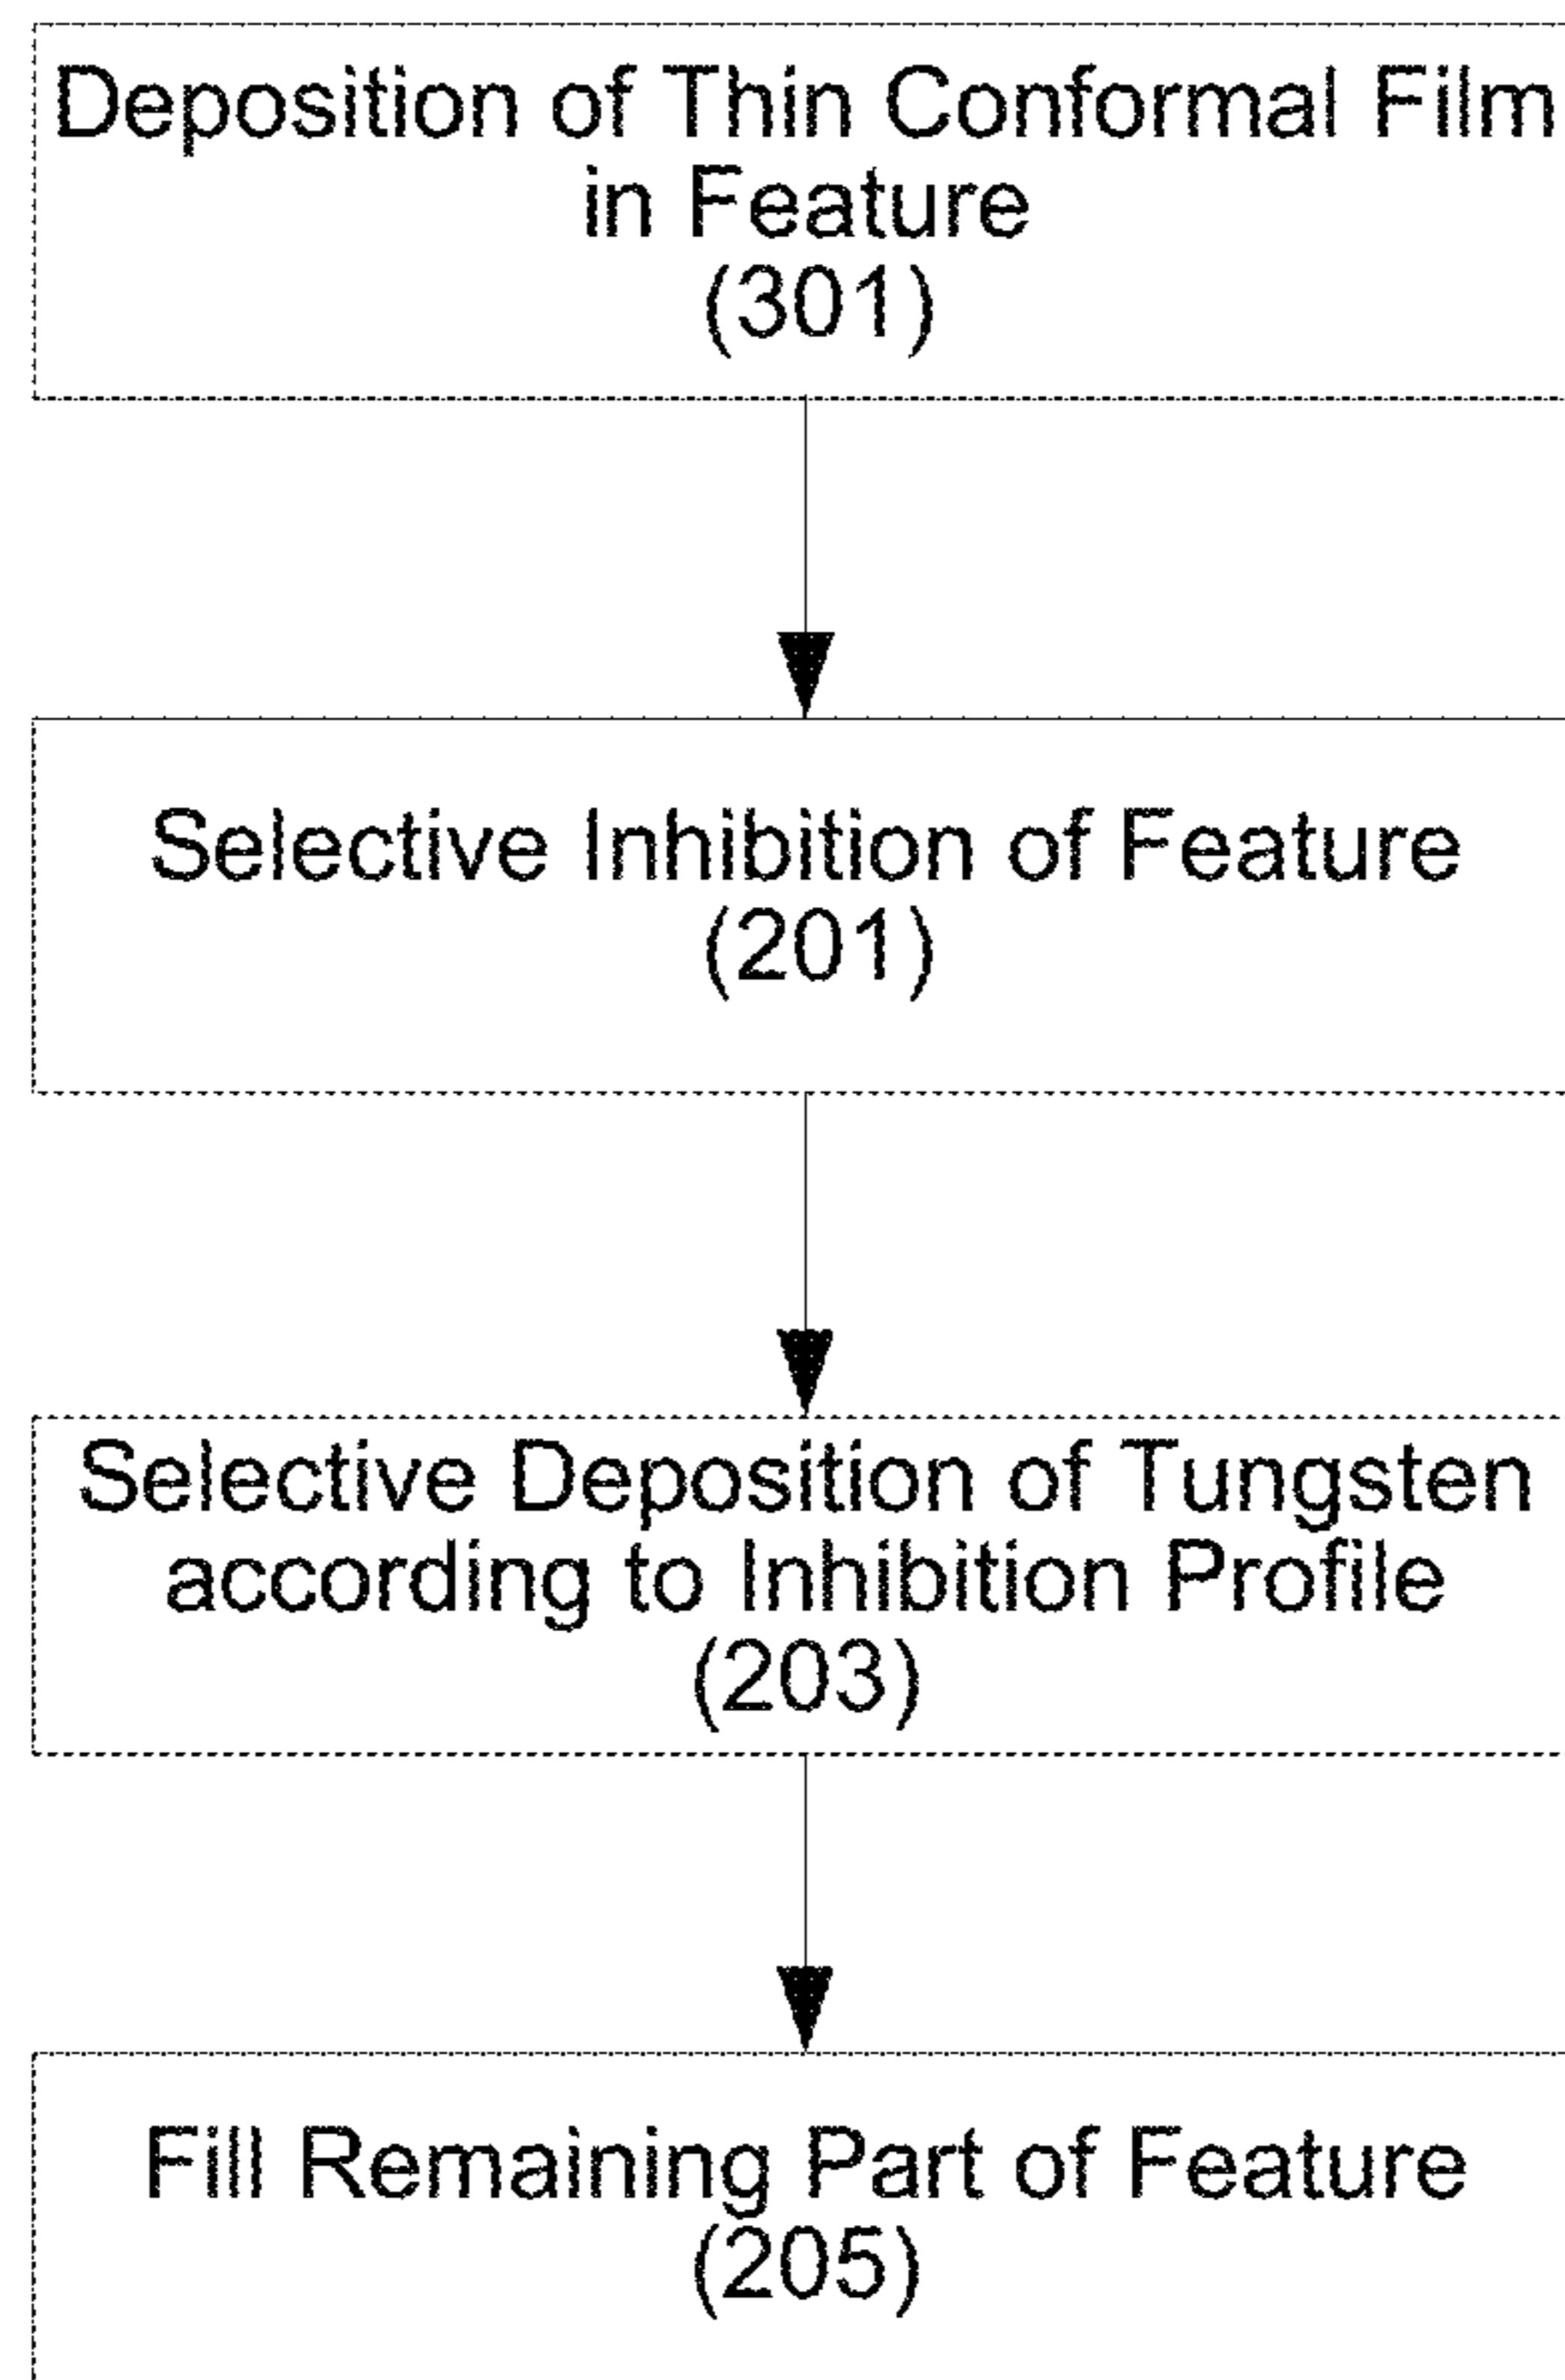 Deposition of Thin Conformal Film
in Feature
(301)
Selective Inhibition of Feature
(201)
Selective Deposition of Tungsten
according to Inhibition Profile
(203)
Fill Remaining Part of Feature
(205)